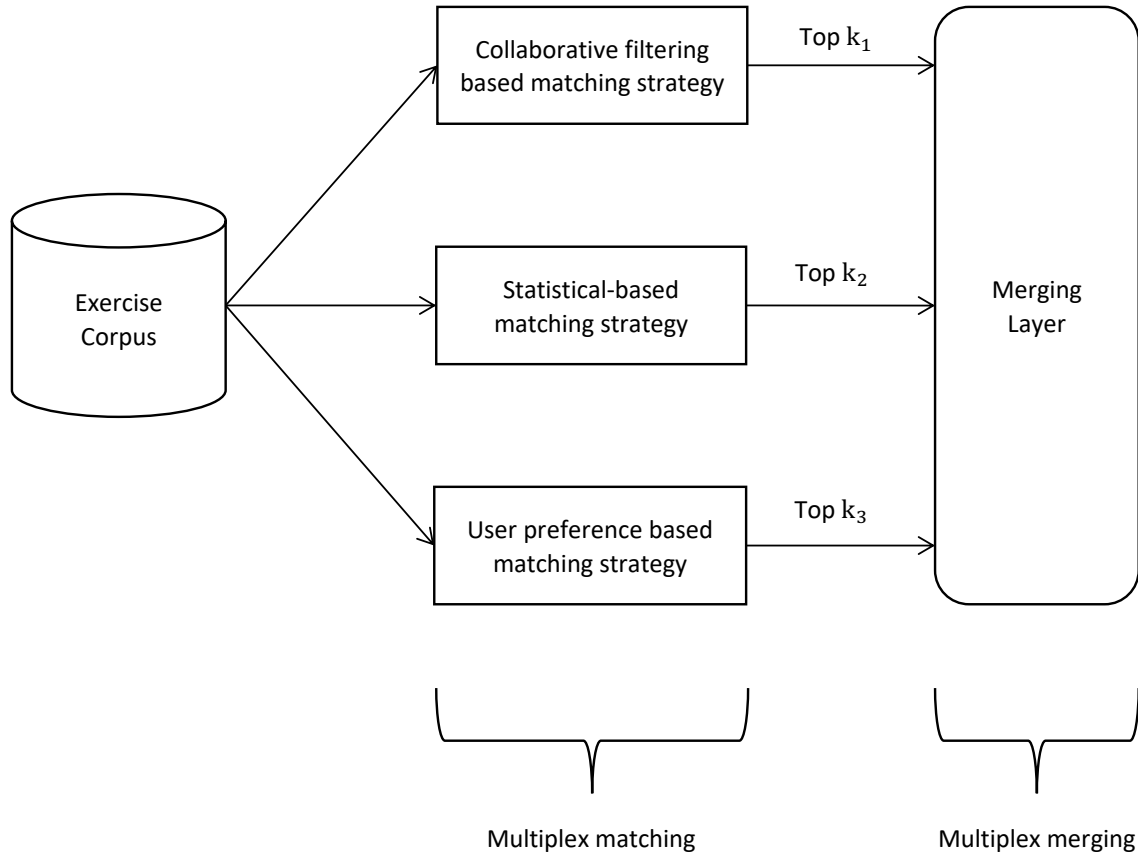 Collaborative filtering
based matching strategy
Top k₁
Exercise
Corpus
Statistical-based
matching strategy
Top k₂
Merging
Layer
User preference based
matching strategy
Top k₃
Multiplex matching
Multiplex merging